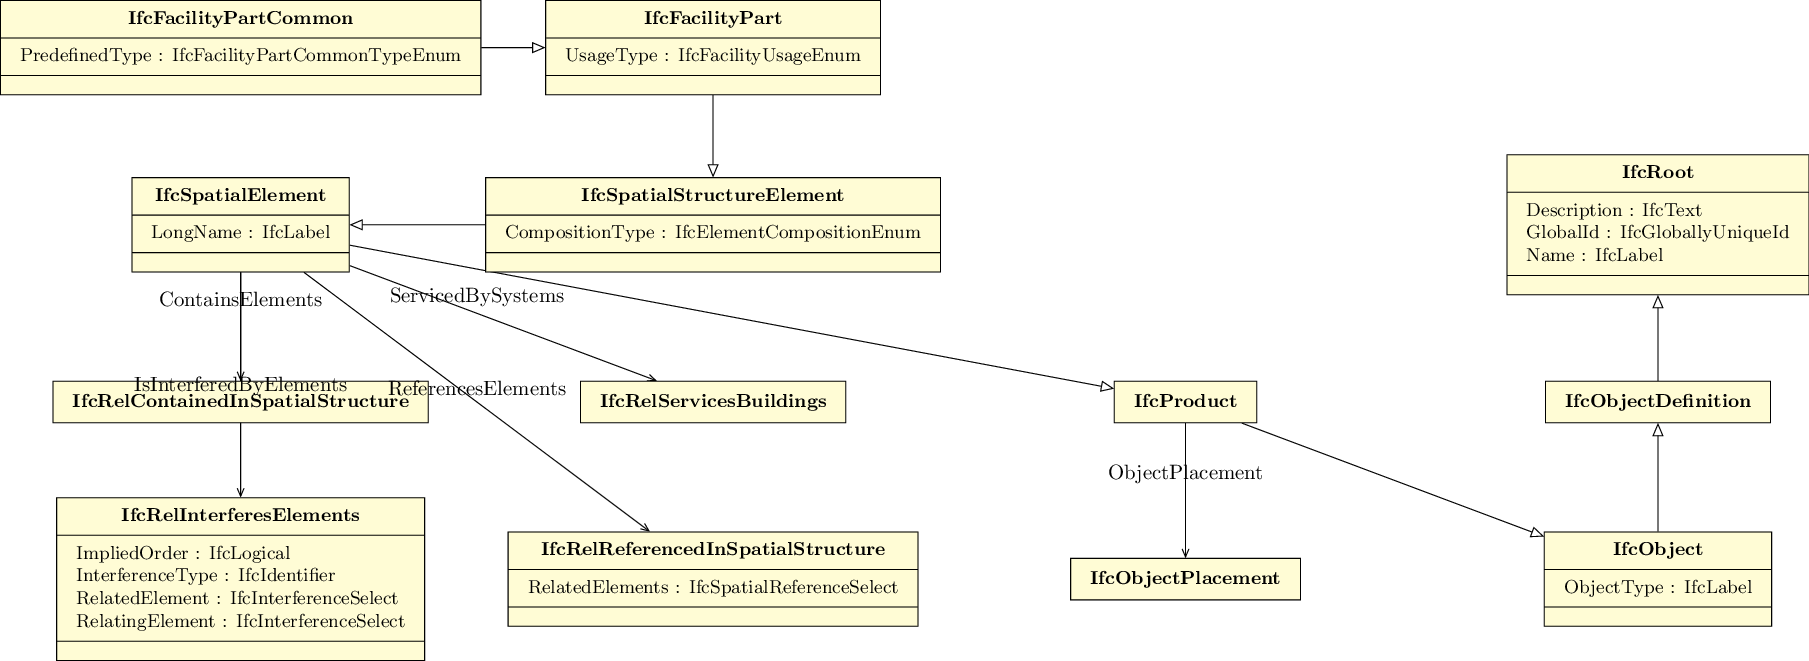 IfcFacilityPartCommon
PredefinedType : IfcFacilityPartCommonTypeEnum
IfcFacilityPart
UsageType : IfcFacilityUsageEnum
IfcSpatialElement
LongName : IfcLabel
IfcSpatialStructureElement
CompositionType : IfcElementCompositionEnum
IfcRoot
Description : IfcText
GlobalId : IfcGloballyUniqueId
Name : IfcLabel
ContainsElements
ServicedBySystems
IsInterferedByElements
ReferencesElements
IfcRelContainedInSpatialStructure
IfcRelServicesBuildings
IfcProduct
IfcObjectDefinition
ObjectPlacement
IfcRelInterferesElements
ImpliedOrder : IfcLogical
InterferenceType : IfcIdentifier
RelatedElement : IfcInterferenceSelect
RelatingElement : IfcInterferenceSelect
IfcRelReferencedInSpatialStructure
RelatedElements : IfcSpatialReferenceSelect
IfcObjectPlacement
IfcObject
ObjectType : IfcLabel